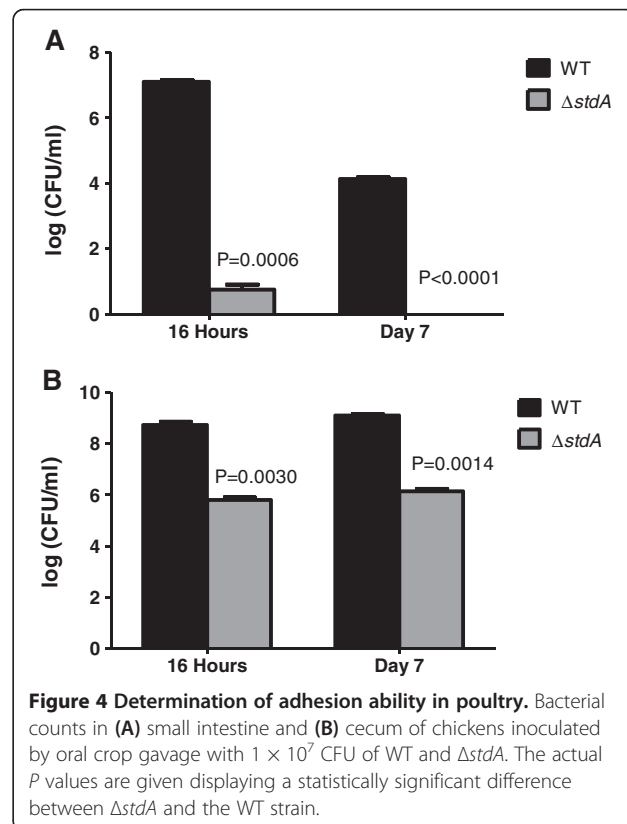 A
8
6
4
2
0
log (CFU/ml)
WT
ΔstdA
P=0.0006
P<0.0001
16 Hours
Day 7
B
10
8
6
4
2
0
log (CFU/ml)
WT
ΔstdA
P=0.0030
P=0.0014
16 Hours
Day 7
Figure 4 Determination of adhesion ability in poultry. Bacterial
counts in (A) small intestine and (B) cecum of chickens inoculated
by oral crop gavage with 1 × 10⁷ CFU of WT and ΔstdA. The actual
P values are given displaying a statistically significant difference
between ΔstdA and the WT strain.